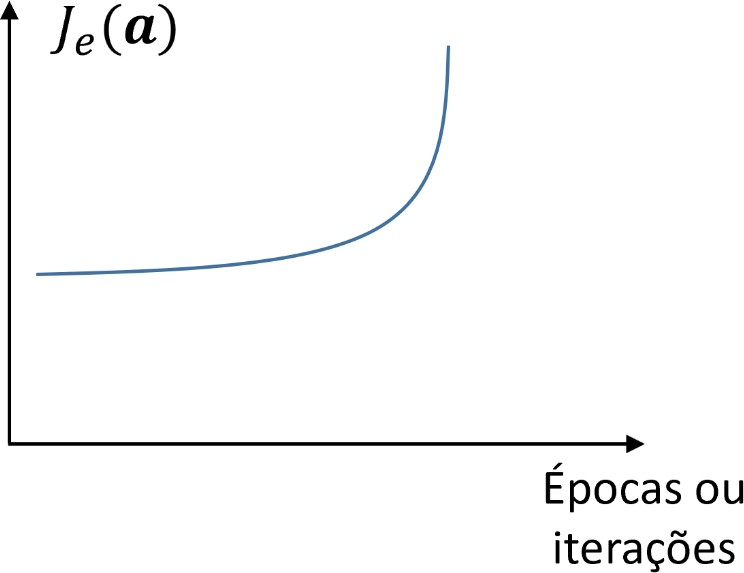 Jₑ(𝒂)
Épocas ou
iterações